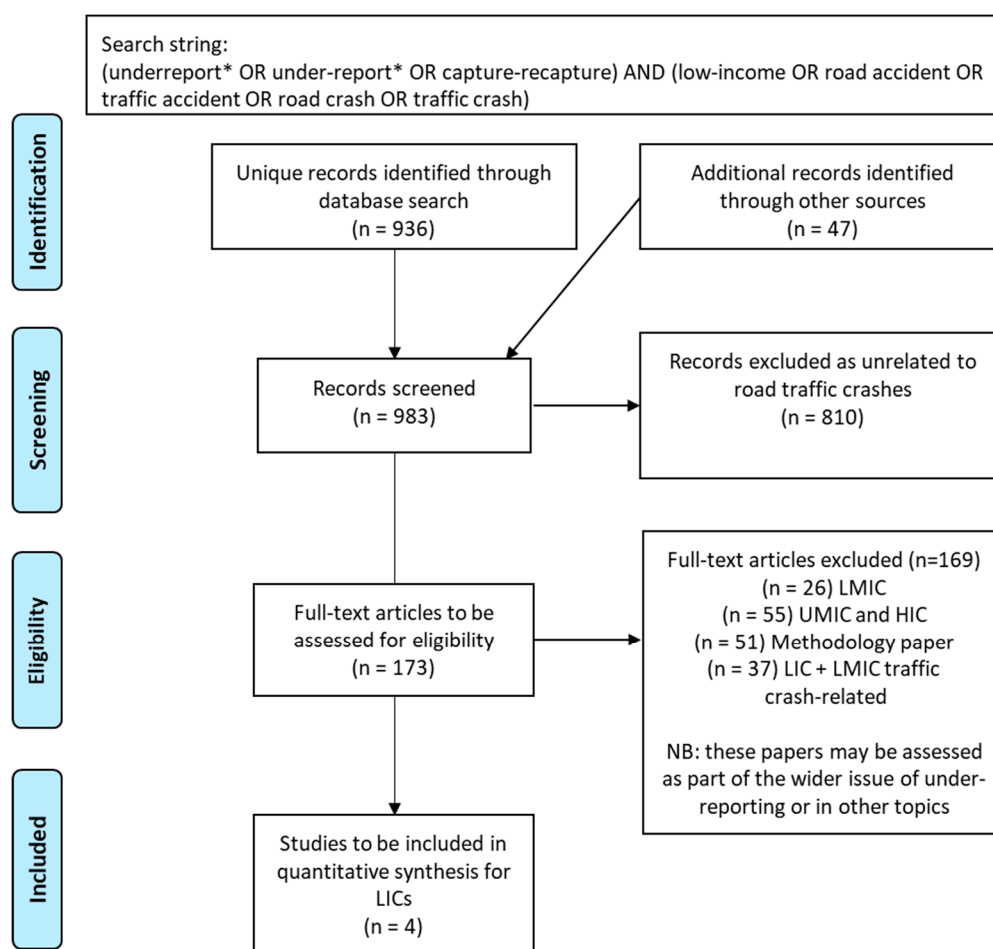 Search string:
(underreport* OR under-report* OR capture-recapture) AND (low-income OR road accident OR
traffic accident OR road crash OR traffic crash)
Identification
Unique records identified through
database search
(n = 936)
Additional records identified
through other sources
(n = 47)
Screening
Records screened
(n = 983)
Records excluded as unrelated to
road traffic crashes
(n = 810)
Eligibility
Full-text articles to be
assessed for eligibility
(n = 173)
Full-text articles excluded (n=169)
(n = 26) LMIC
(n = 55) UMIC and HIC
(n = 51) Methodology paper
(n = 37) LIC + LMIC traffic
crash-related
NB: these papers may be assessed
as part of the wider issue of under-
reporting or in other topics
Included
Studies to be included in
quantitative synthesis for
LICs
(n = 4)